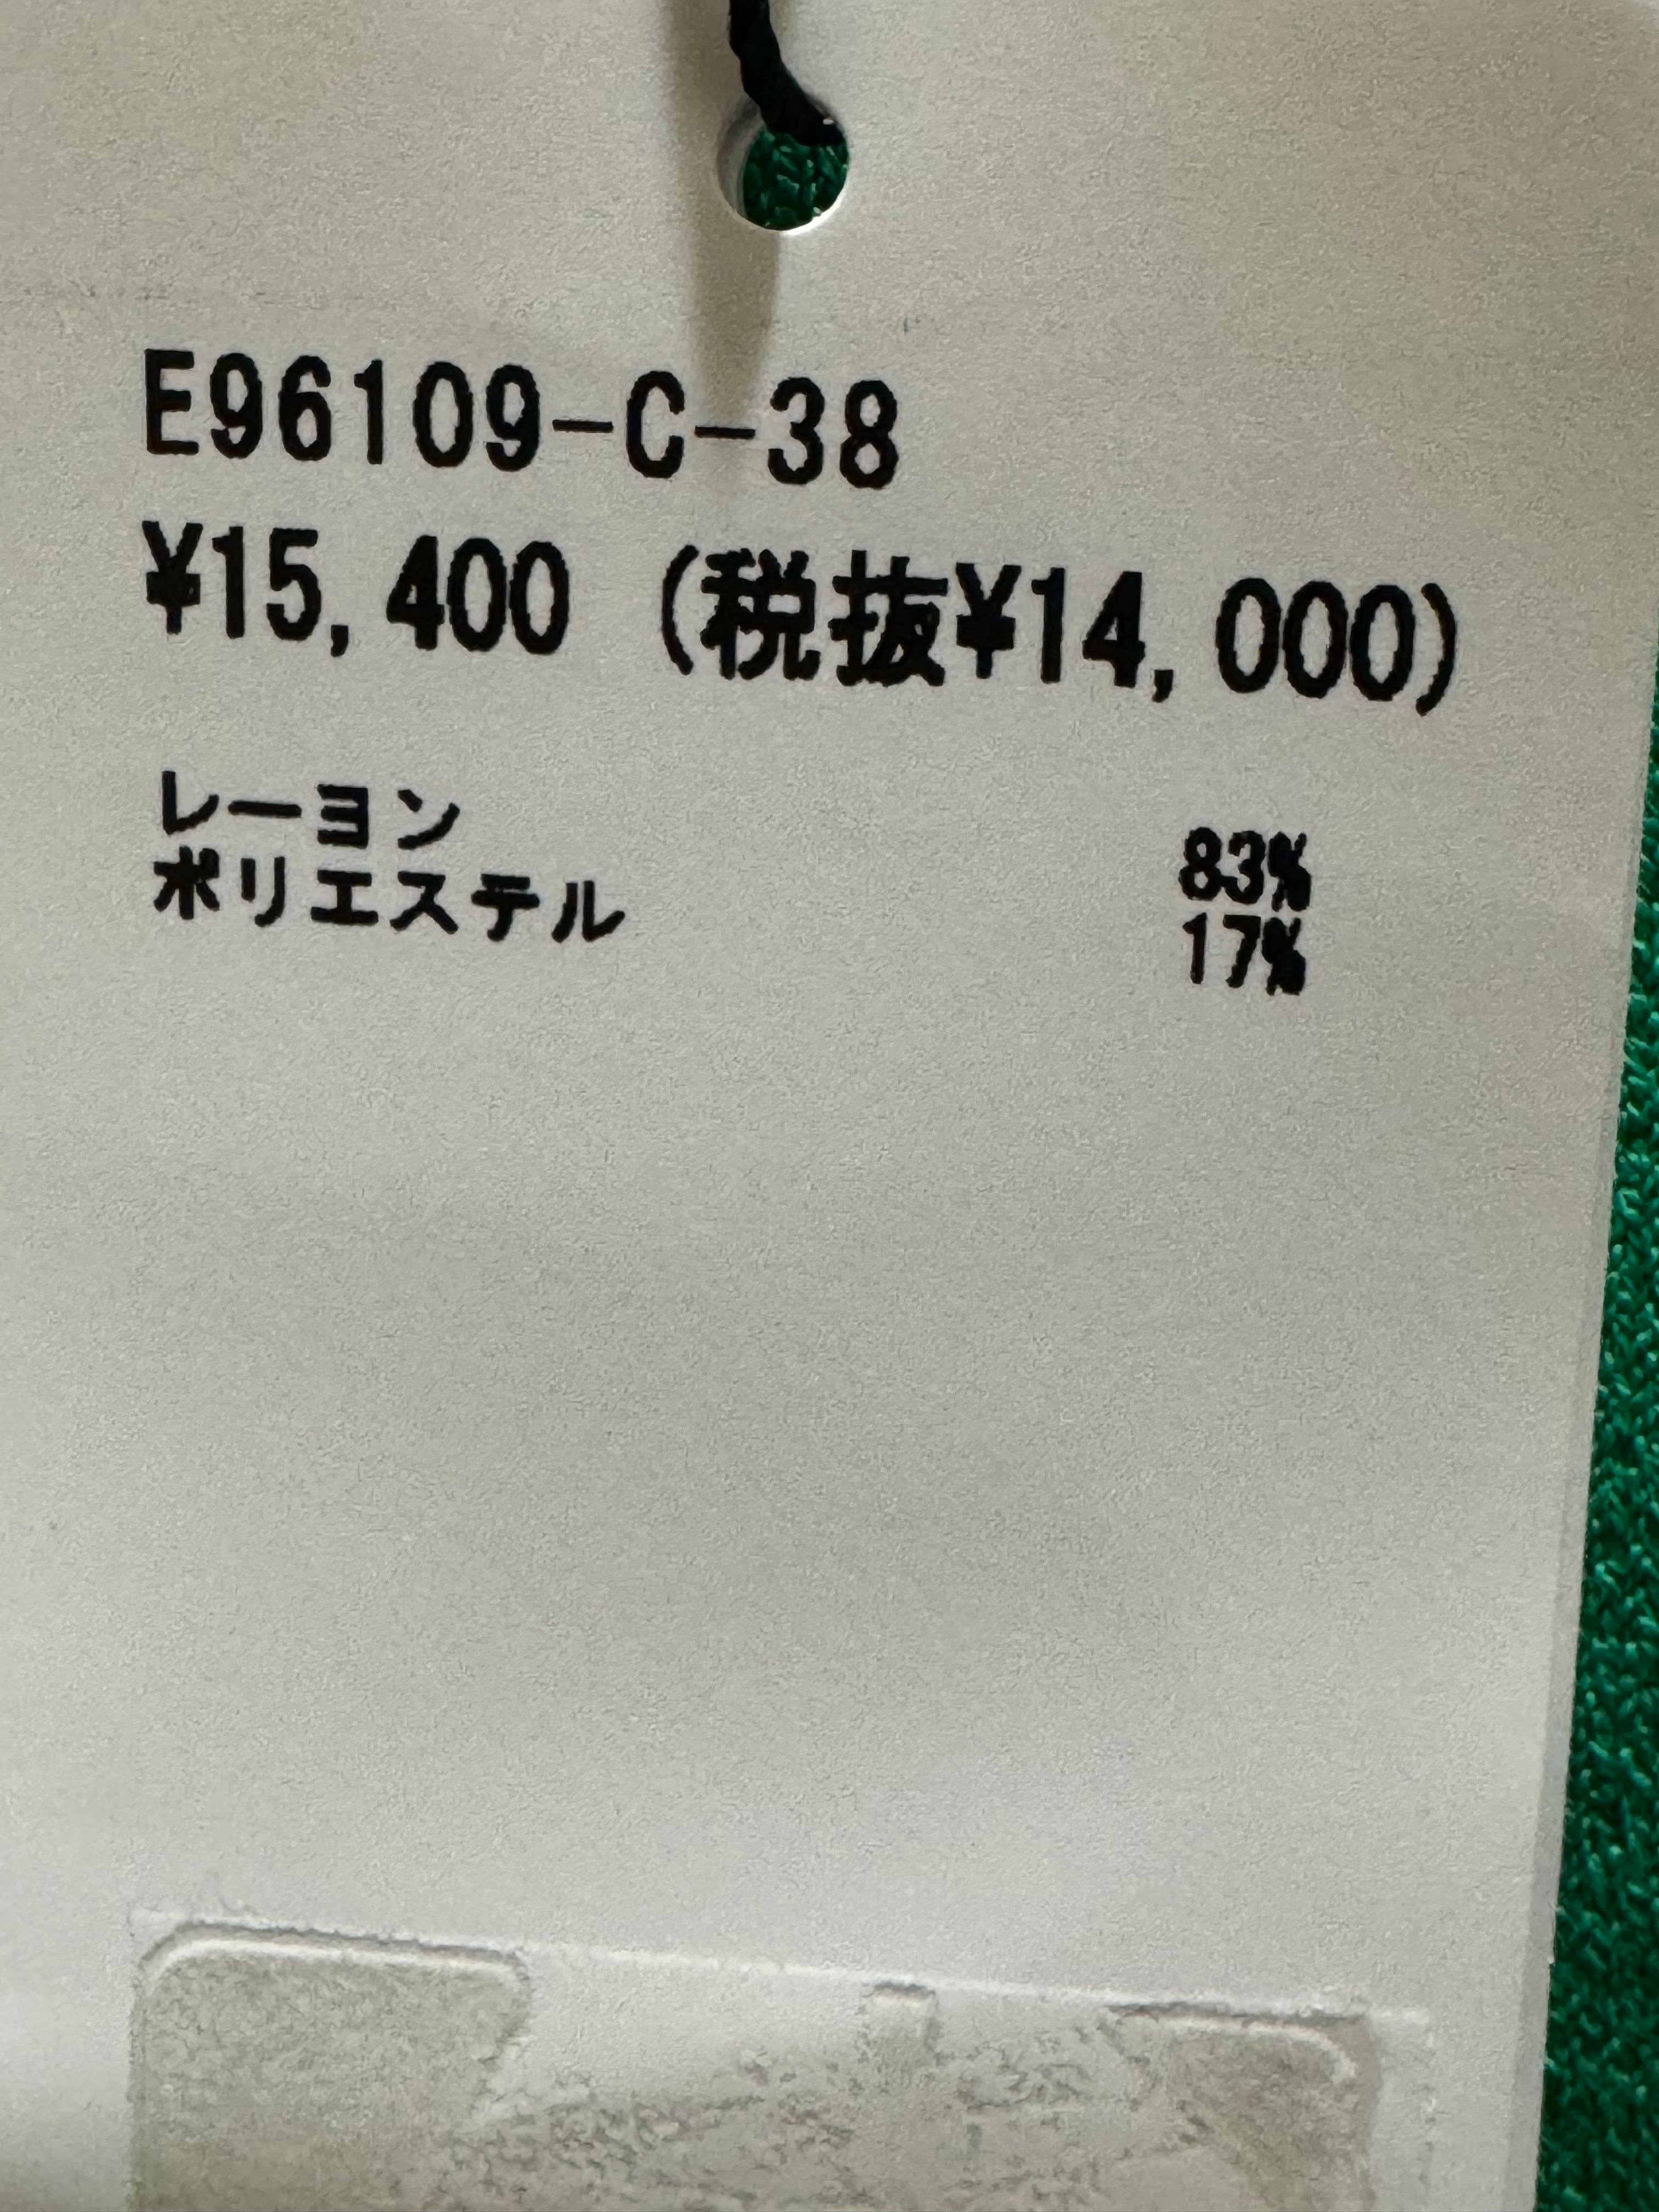 E96109-C-38
¥15,400 (税抜¥14,000)
レーヨン 83%
ポリエステル 17%